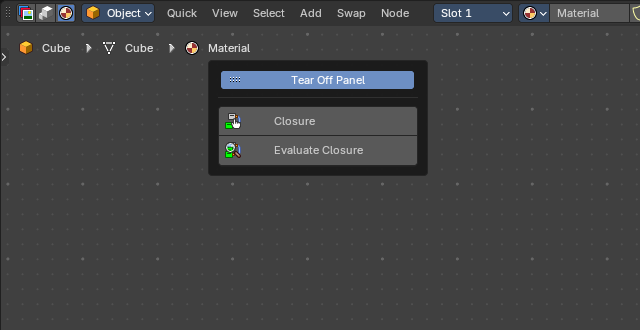 Object Quick View Select Add Swap Node Slot 1 Material
Cube Cube Material
Tear Off Panel
Closure
Evaluate Closure